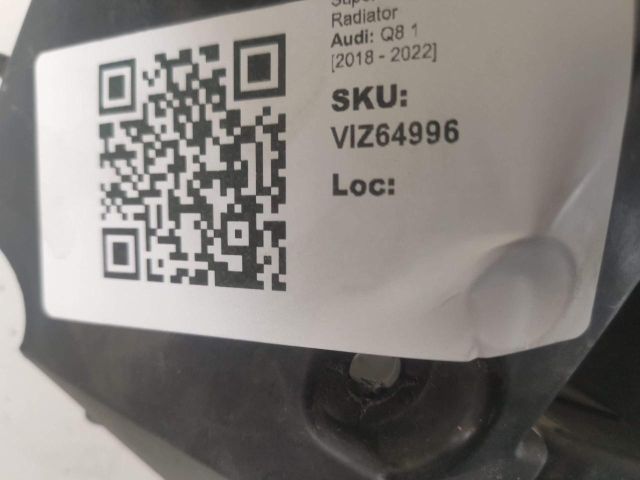 Radiator
Audi: Q8 1
[2018 - 2022]
SKU:
VIZ64996
Loc: